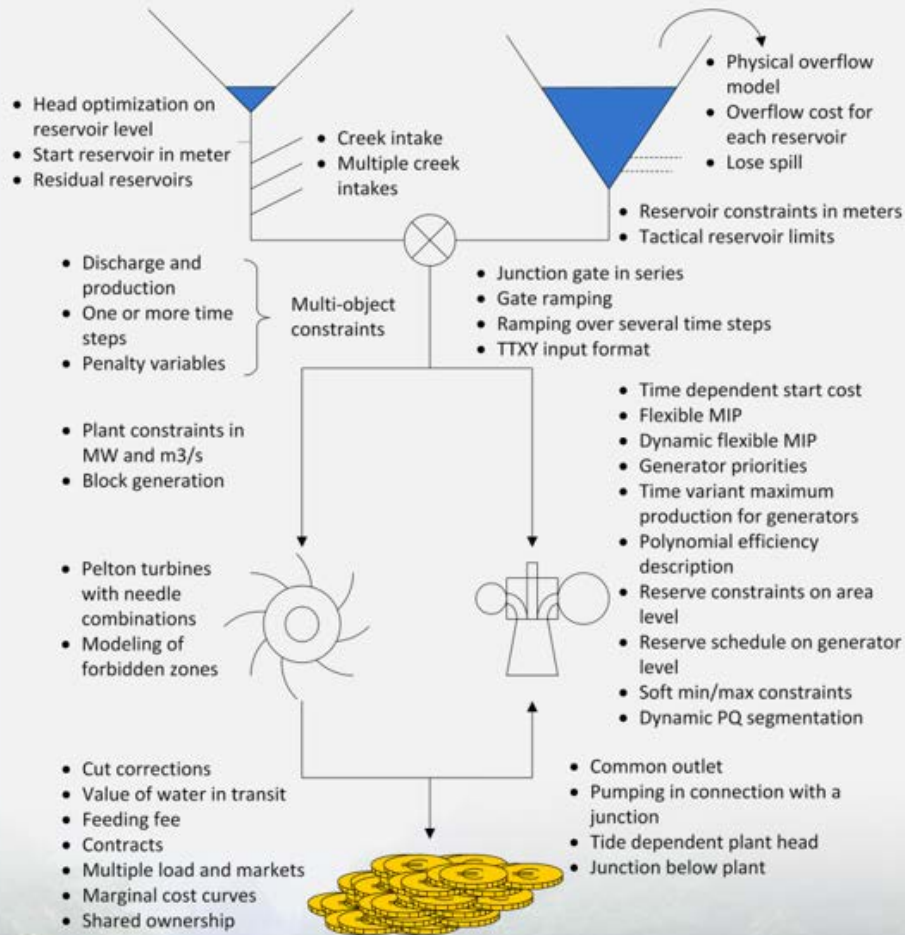 • Physical overflow
model
• Overflow cost for
each reservoir
• Lose spill
• Head optimization on
reservoir level
• Start reservoir in meter
• Residual reservoirs
• Creek intake
• Multiple creek
intakes
• Reservoir constraints in meters
• Tactical reservoir limits
• Discharge and
production
• One or more time
steps
• Penalty variables
Multi-object
constraints
• Junction gate in series
• Gate ramping
• Ramping over several time steps
• TTXY input format
• Plant constraints in
MW and m3/s
• Block generation
• Time dependent start cost
• Flexible MIP
• Dynamic flexible MIP
• Generator priorities
• Time variant maximum
production for generators
• Polynomial efficiency
description
• Reserve constraints on area
level
• Reserve schedule on generator
level
• Soft min/max constraints
• Dynamic PQ segmentation
• Pelton turbines
with needle
combinations
• Modeling of
forbidden zones
• Cut corrections
• Value of water in transit
• Feeding fee
• Contracts
• Multiple load and markets
• Marginal cost curves
• Shared ownership
• Common outlet
• Pumping in connection with a
junction
• Tide dependent plant head
• Junction below plant